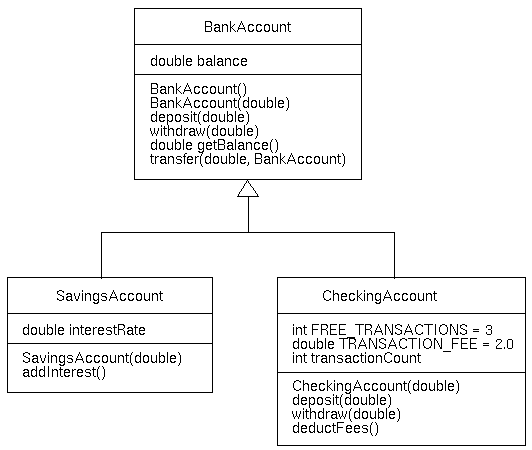 BankAccount
double balance
BankAccount()
BankAccount(double)
deposit(double)
withdraw(double)
double getBalance()
transfer(double, BankAccount)
SavingsAccount
double interestRate
SavingsAccount(double)
addInterest()
CheckingAccount
int FREE_TRANSACTIONS = 3
double TRANSACTION_FEE = 2.0
int transactionCount
CheckingAccount(double)
deposit(double)
withdraw(double)
deductFees()